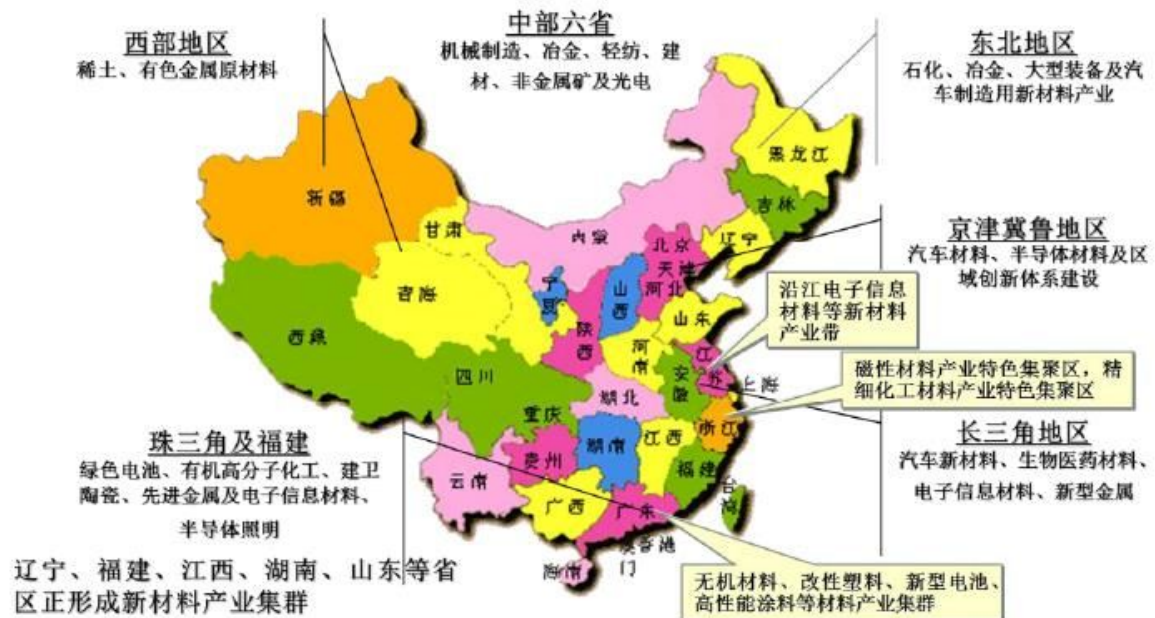 西部地区
稀土、有色金属原材料
中部六省
机械制造、冶金、轻纺、建
材、非金属矿及光电
东北地区
石化、冶金、大型装备及汽
车制造用新材料产业
黑龙江
吉林
辽宁
新疆
甘肃
内蒙
北京
天津
河北
京津冀鲁地区
汽车材料、半导体材料及区
域创新体系建设
沿江电子信息
材料等新材料
产业带
青海
宁夏
山西
陕西
山东
河南
西藏
四川
重庆
湖北
安徽
江苏
上海
磁性材料产业特色集聚区，精
细化工材料产业特色集聚区
浙江
长三角地区
汽车新材料、生物医药材料、
电子信息材料、新型金属
珠三角及福建
绿色电池、有机高分子化工、建卫
陶瓷、先进金属及电子信息材料、
半导体照明
云南
贵州
湖南
江西
福建
台湾
广西
广东
香港
澳门
海南
辽宁、福建、江西、湖南、山东等省
区正形成新材料产业集群
无机材料、改性塑料、新型电池、
高性能涂料等材料产业集群